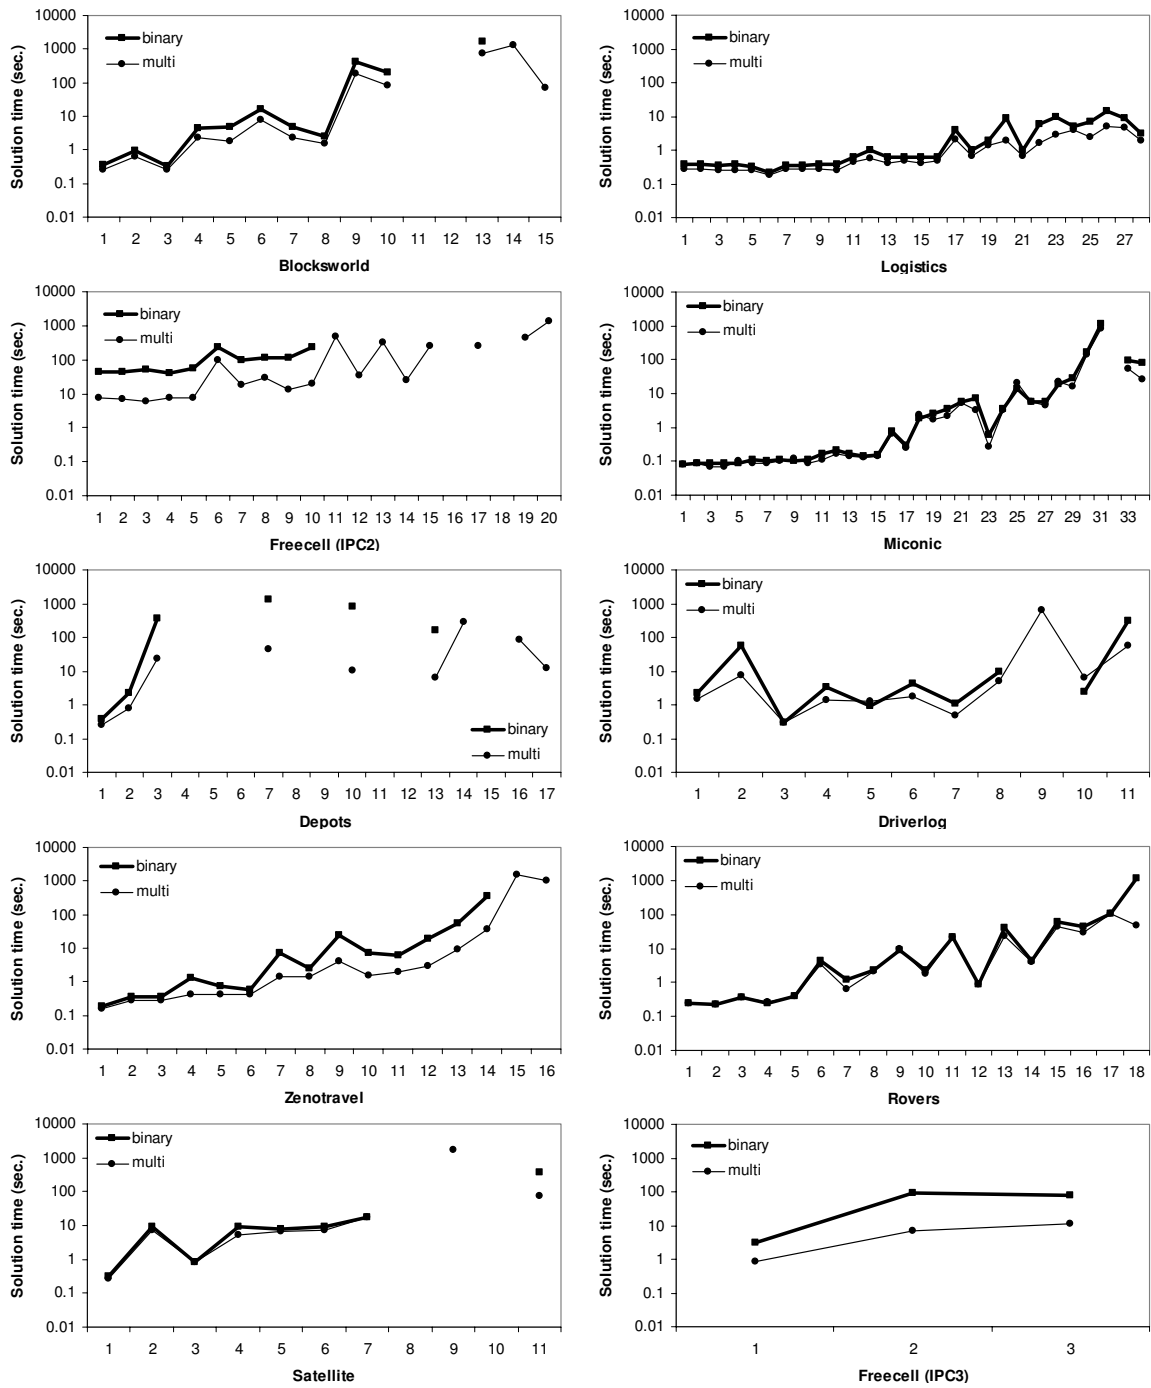 10000
1000
100
10
1
0.1
0.01
Solution time (sec.)
binary
multi
1 2 3 4 5 6 7 8 9 10 11 12 13 14 15
Blocksworld
10000
1000
100
10
1
0.1
0.01
Solution time (sec.)
binary
multi
1 3 5 7 9 11 13 15 17 19 21 23 25 27
Logistics
10000
1000
100
10
1
0.1
0.01
Solution time (sec.)
binary
multi
1 2 3 4 5 6 7 8 9 10 11 12 13 14 15 16 17 18 19 20
Freecell (IPC2)
10000
1000
100
10
1
0.1
0.01
Solution time (sec.)
binary
multi
1 3 5 7 9 11 13 15 17 19 21 23 25 27 29 31 33
Miconic
10000
1000
100
10
1
0.1
0.01
Solution time (sec.)
binary
multi
1 2 3 4 5 6 7 8 9 10 11 12 13 14 15 16 17
Depots
10000
1000
100
10
1
0.1
0.01
Solution time (sec.)
binary
multi
1 2 3 4 5 6 7 8 9 10 11
Driverlog
10000
1000
100
10
1
0.1
0.01
Solution time (sec.)
binary
multi
1 2 3 4 5 6 7 8 9 10 11 12 13 14 15 16
Zenotravel
10000
1000
100
10
1
0.1
0.01
Solution time (sec.)
binary
multi
1 2 3 4 5 6 7 8 9 10 11 12 13 14 15 16 17 18
Rovers
10000
1000
100
10
1
0.1
0.01
Solution time (sec.)
binary
multi
1 2 3 4 5 6 7 8 9 10 11
Satellite
10000
1000
100
10
1
0.1
0.01
Solution time (sec.)
binary
multi
1 2 3
Freecell (IPC3)